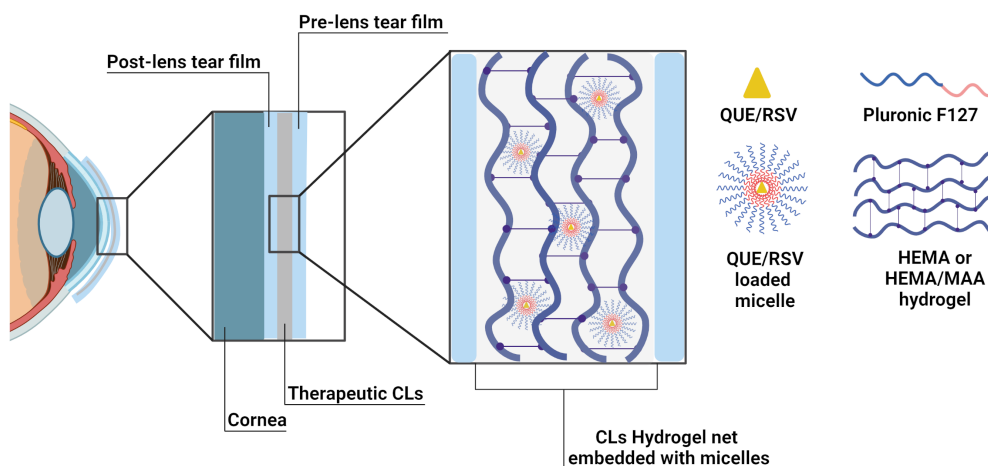 Pre-lens tear film
Post-lens tear film
Therapeutic CLs
Cornea
CLs Hydrogel net
embedded with micelles
QUE/RSV
Pluronic F127
QUE/RSV
loaded
micelle
HEMA or
HEMA/MAA
hydrogel